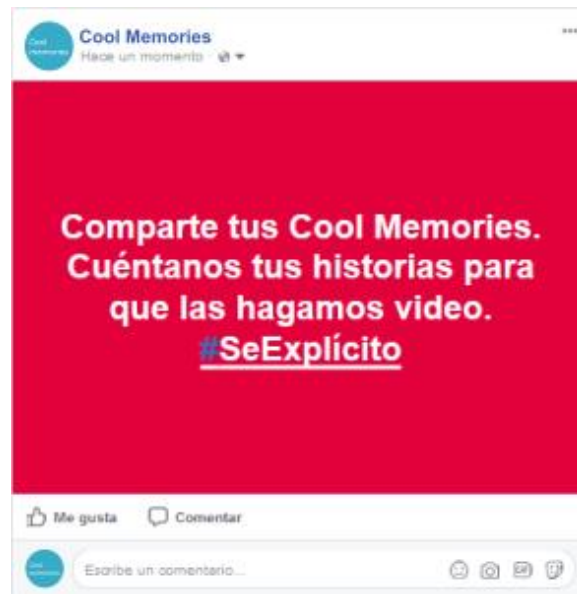 Cool Memories
Hace un momento
Comparte tus Cool Memories.
Cuéntanos tus historias para
que las hagamos video.
#SeExplícito
Me gusta Comentar
Escribe un comentario...
GIF